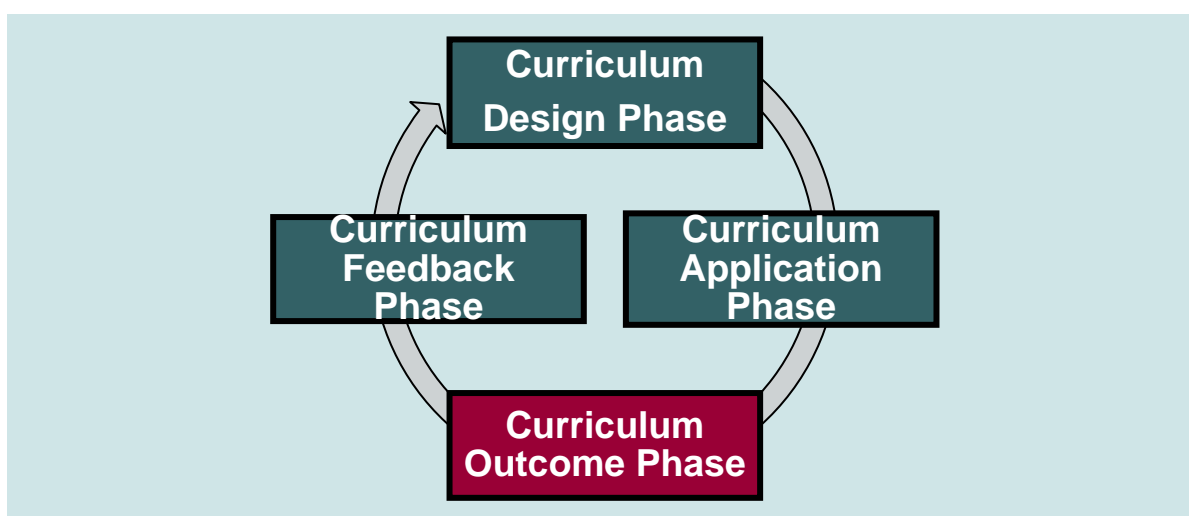 Curriculum
Design Phase
Curriculum
Feedback
Phase
Curriculum
Application
Phase
Curriculum
Outcome Phase